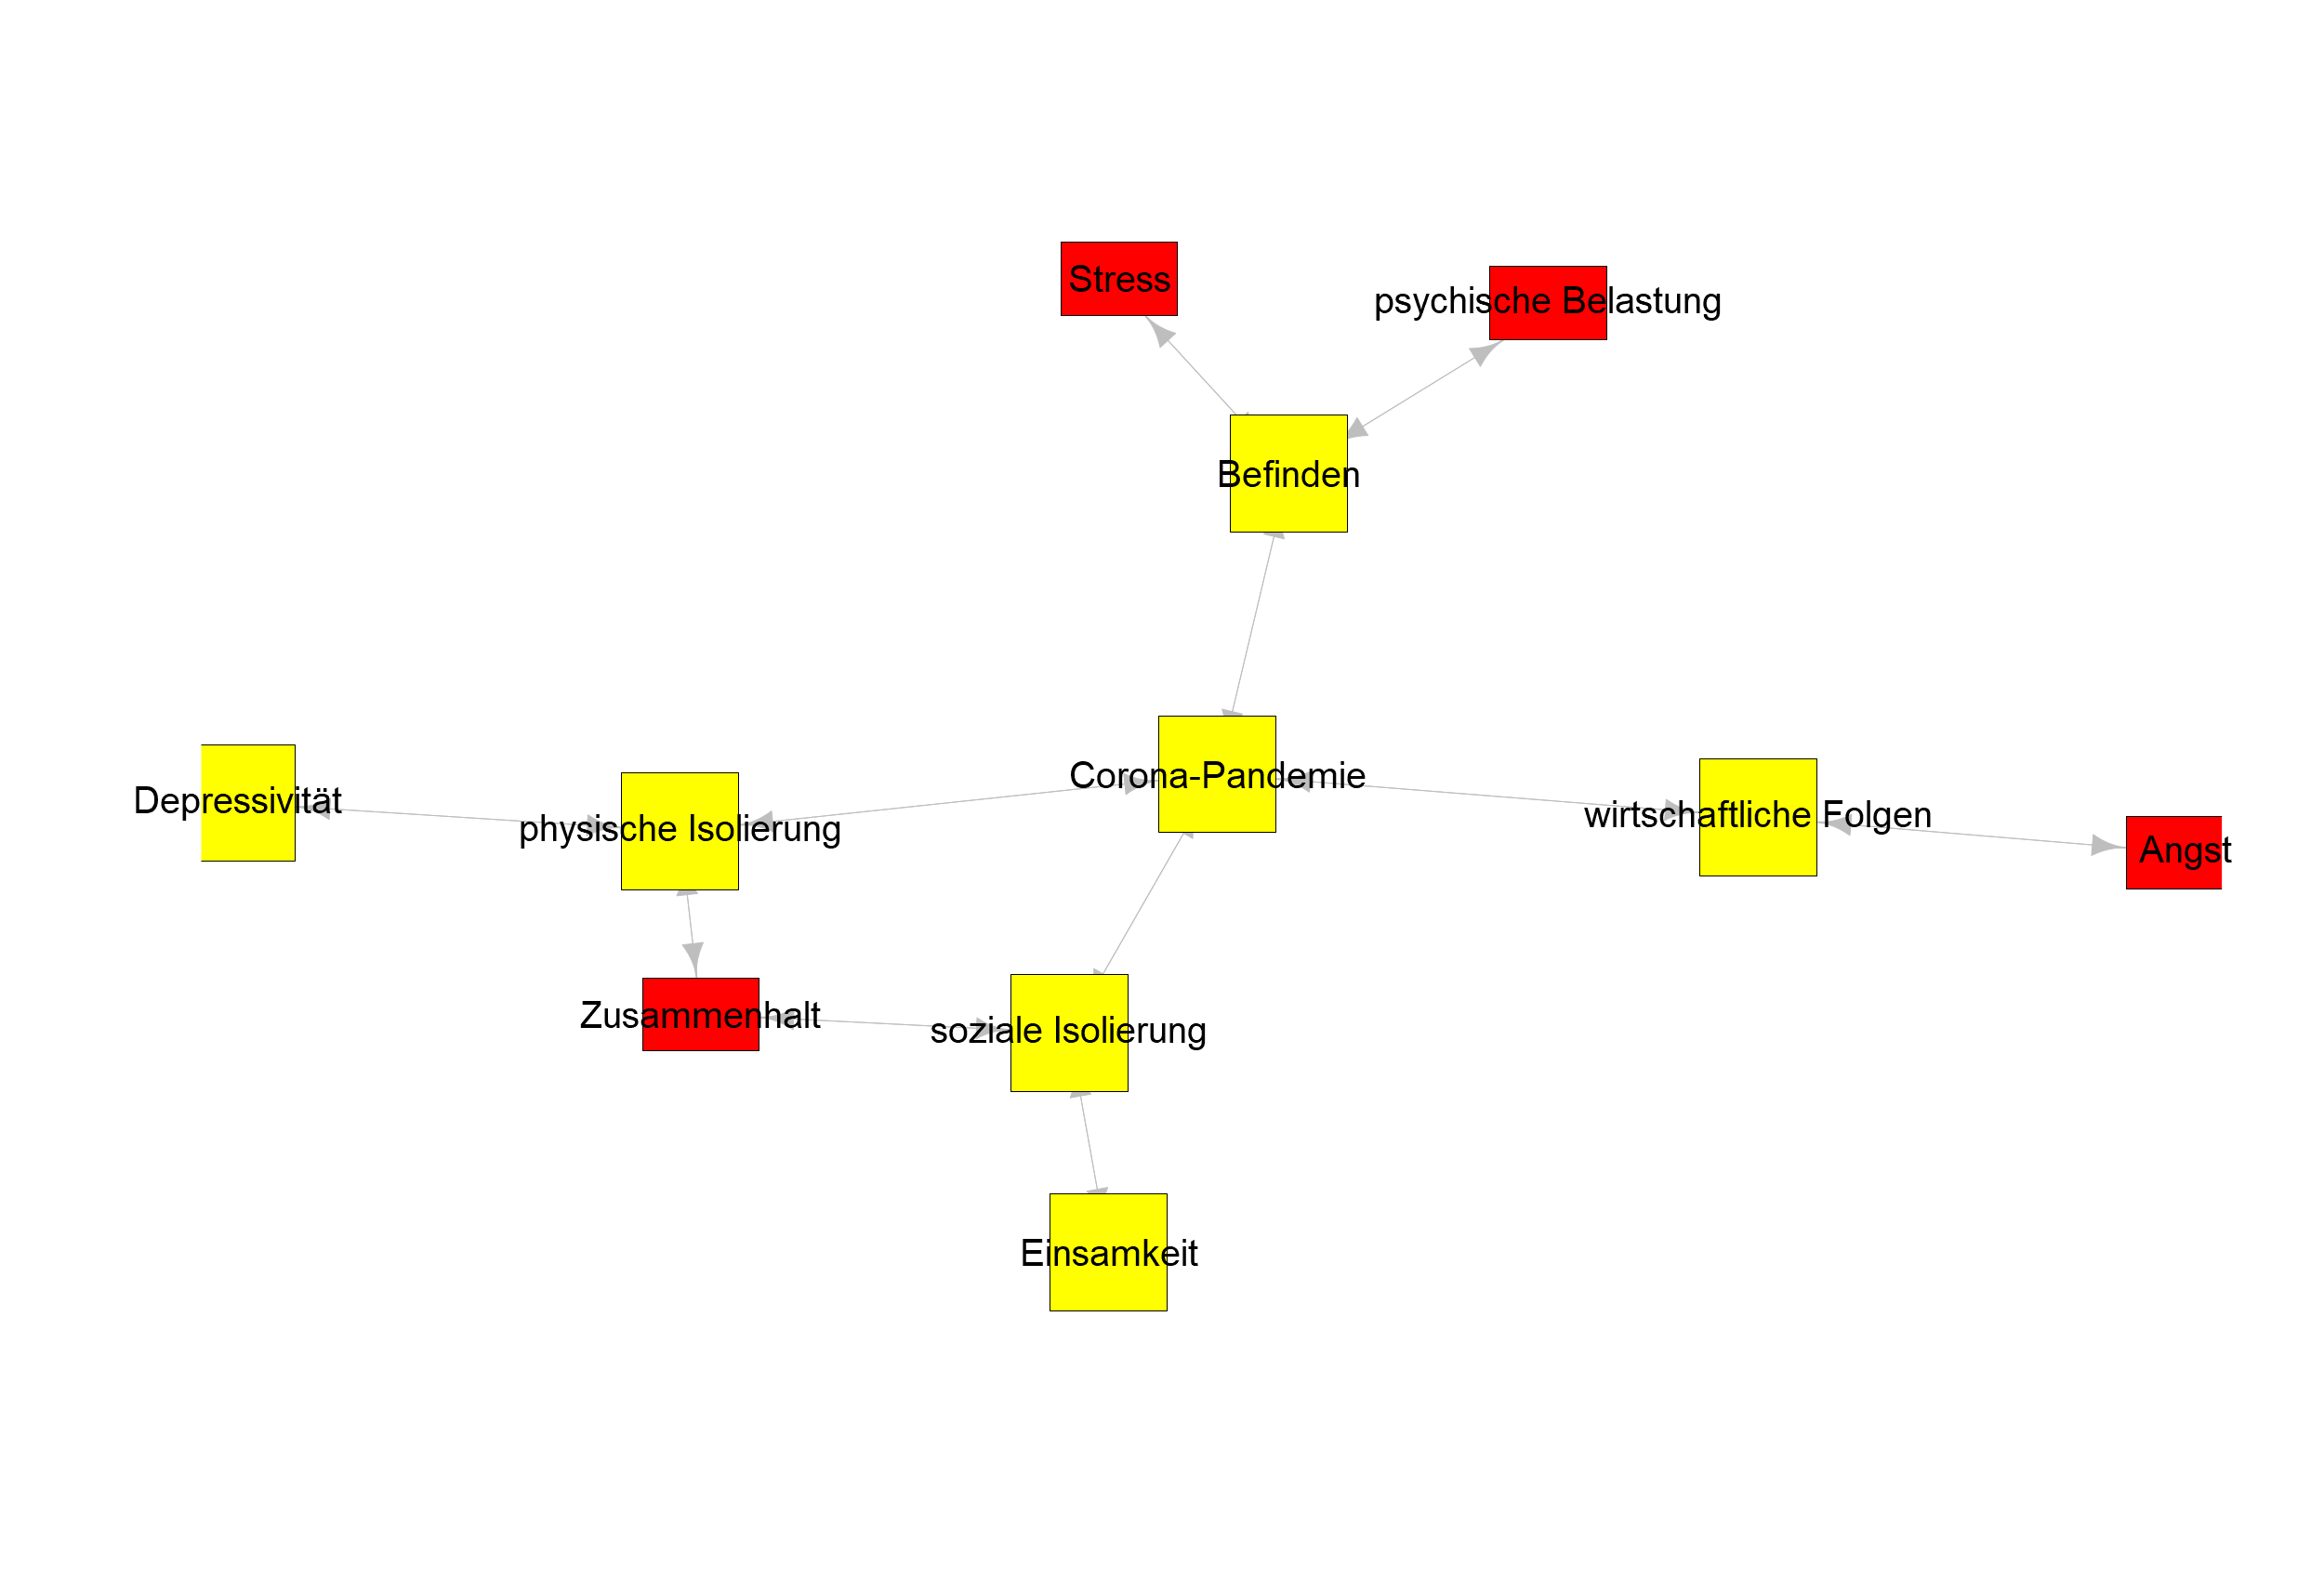 Stress
psychische Belastung
Befinden
Corona-Pandemie
Depressivität
physische Isolierung
wirtschaftliche Folgen
Angst
Zusammenhalt
soziale Isolierung
Einsamkeit